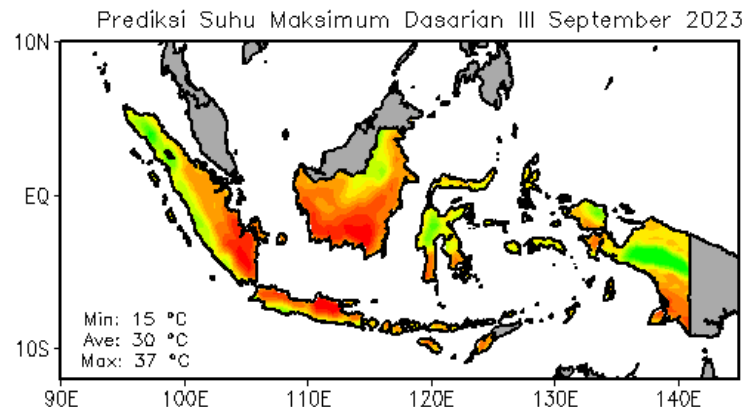 Prediksi Suhu Maksimum Dasarian III September 2023
10N
EQ
10S
Min: 15 °C
Ave: 30 °C
Max: 37 °C
90E 100E 110E 120E 130E 140E